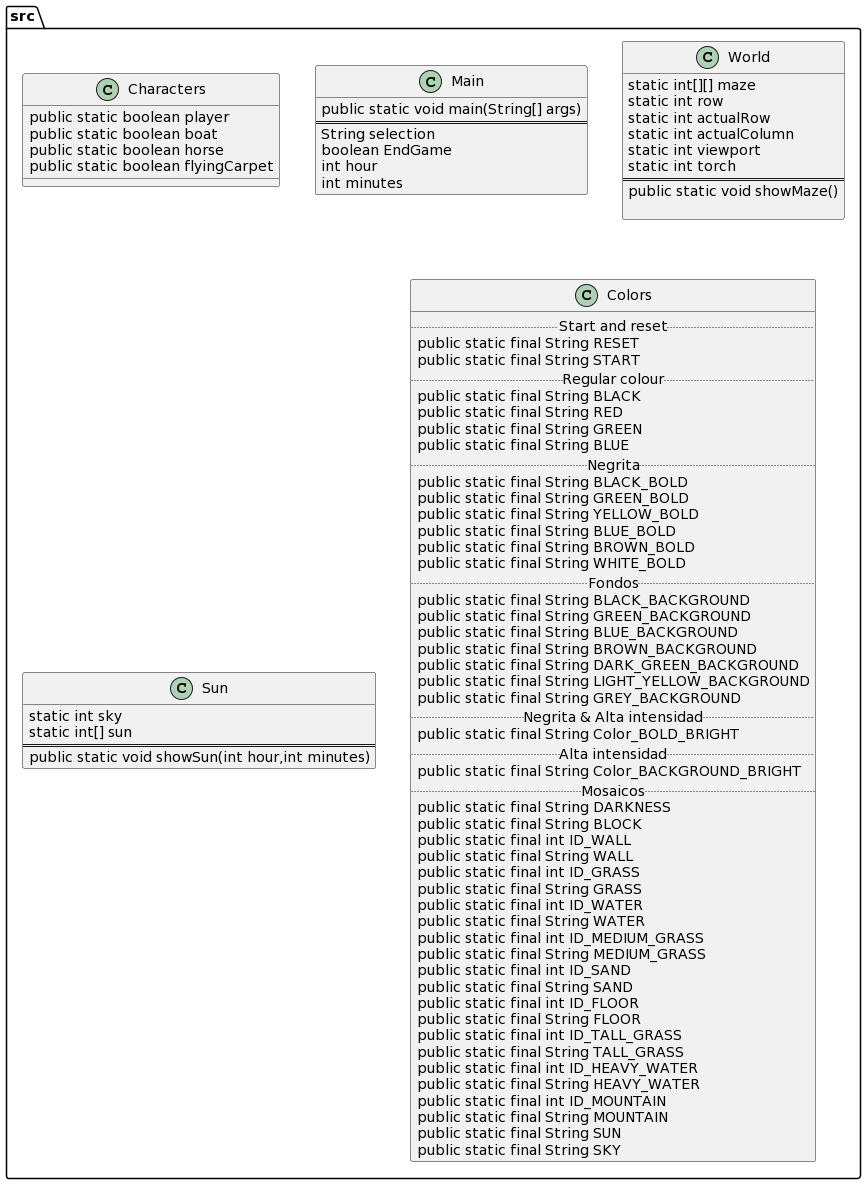 src
C Characters
public static boolean player
public static boolean boat
public static boolean horse
public static boolean flyingCarpet
C Main
public static void main(String[] args)
String selection
boolean EndGame
int hour
int minutes
C World
static int[][] maze
static int row
static int actualRow
static int actualColumn
static int viewport
static int torch
public static void showMaze()
C Sun
static int sky
static int[] sun
public static void showSun(int hour,int minutes)
C Colors
Start and reset
public static final String RESET
public static final String START
Regular colour
public static final String BLACK
public static final String RED
public static final String GREEN
public static final String BLUE
Negrita
public static final String BLACK_BOLD
public static final String GREEN_BOLD
public static final String YELLOW_BOLD
public static final String BLUE_BOLD
public static final String BROWN_BOLD
public static final String WHITE_BOLD
Fondos
public static final String BLACK_BACKGROUND
public static final String GREEN_BACKGROUND
public static final String BLUE_BACKGROUND
public static final String BROWN_BACKGROUND
public static final String DARK_GREEN_BACKGROUND
public static final String LIGHT_YELLOW_BACKGROUND
public static final String GREY_BACKGROUND
Negrita & Alta intensidad
public static final String Color_BOLD_BRIGHT
Alta intensidad
public static final String Color_BACKGROUND_BRIGHT
Mosaicos
public static final String DARKNESS
public static final String BLOCK
public static final int ID_WALL
public static final String WALL
public static final int ID_GRASS
public static final String GRASS
public static final int ID_WATER
public static final String WATER
public static final int ID_MEDIUM_GRASS
public static final String MEDIUM_GRASS
public static final int ID_SAND
public static final String SAND
public static final int ID_FLOOR
public static final String FLOOR
public static final int ID_TALL_GRASS
public static final String TALL_GRASS
public static final int ID_HEAVY_WATER
public static final String HEAVY_WATER
public static final int ID_MOUNTAIN
public static final String MOUNTAIN
public static final String SUN
public static final String SKY